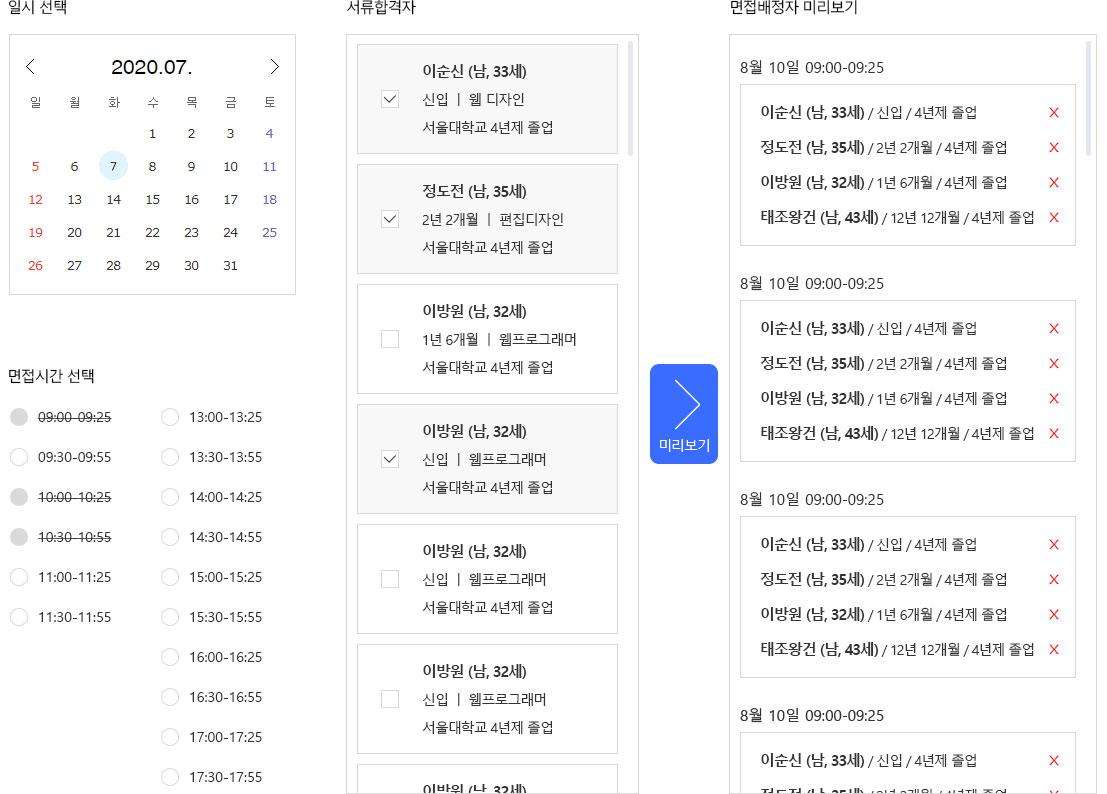 일시 선택
2020.07.
일 월 화 수 목 금 토
1 2 3 4
5 6 7 8 9 10 11
12 13 14 15 16 17 18
19 20 21 22 23 24 25
26 27 28 29 30 31
면접시간 선택
09:00-09:25
09:30-09:55
10:00-10:25
10:30-10:55
11:00-11:25
11:30-11:55
13:00-13:25
13:30-13:55
14:00-14:25
14:30-14:55
15:00-15:25
15:30-15:55
16:00-16:25
16:30-16:55
17:00-17:25
17:30-17:55
서류합격자
이순신 (남, 33세)
신입 ㅣ 웹 디자인
서울대학교 4년제 졸업
정도전 (남, 35세)
2년 2개월 ㅣ 편집디자인
서울대학교 4년제 졸업
이방원 (남, 32세)
1년 6개월 ㅣ 웹프로그래머
서울대학교 4년제 졸업
이방원 (남, 32세)
신입 ㅣ 웹프로그래머
서울대학교 4년제 졸업
이방원 (남, 32세)
신입 ㅣ 웹프로그래머
서울대학교 4년제 졸업
이방원 (남, 32세)
신입 ㅣ 웹프로그래머
서울대학교 4년제 졸업
이방원 (남, 32세)
미리보기
면접배정자 미리보기
8월 10일 09:00-09:25
이순신 (남, 33세) / 신입 / 4년제 졸업 X
정도전 (남, 35세) / 2년 2개월 / 4년제 졸업 X
이방원 (남, 32세) / 1년 6개월 / 4년제 졸업 X
태조왕건 (남, 43세) / 12년 12개월 / 4년제 졸업 X
8월 10일 09:00-09:25
이순신 (남, 33세) / 신입 / 4년제 졸업 X
정도전 (남, 35세) / 2년 2개월 / 4년제 졸업 X
이방원 (남, 32세) / 1년 6개월 / 4년제 졸업 X
태조왕건 (남, 43세) / 12년 12개월 / 4년제 졸업 X
8월 10일 09:00-09:25
이순신 (남, 33세) / 신입 / 4년제 졸업 X
정도전 (남, 35세) / 2년 2개월 / 4년제 졸업 X
이방원 (남, 32세) / 1년 6개월 / 4년제 졸업 X
태조왕건 (남, 43세) / 12년 12개월 / 4년제 졸업 X
8월 10일 09:00-09:25
이순신 (남, 33세) / 신입 / 4년제 졸업 X
정도전 (남, 35세) / 2년 2개월 / 4년제 졸업 X